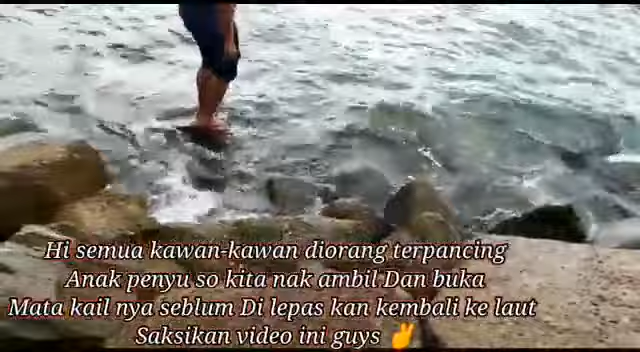 Hi semua kawan-kawan diorang terpancing
Anak penyu so kita nak ambil Dan buka
Mata kail nya seblum Di lepas kan kembali ke laut
Saksikan video ini guys ✌️